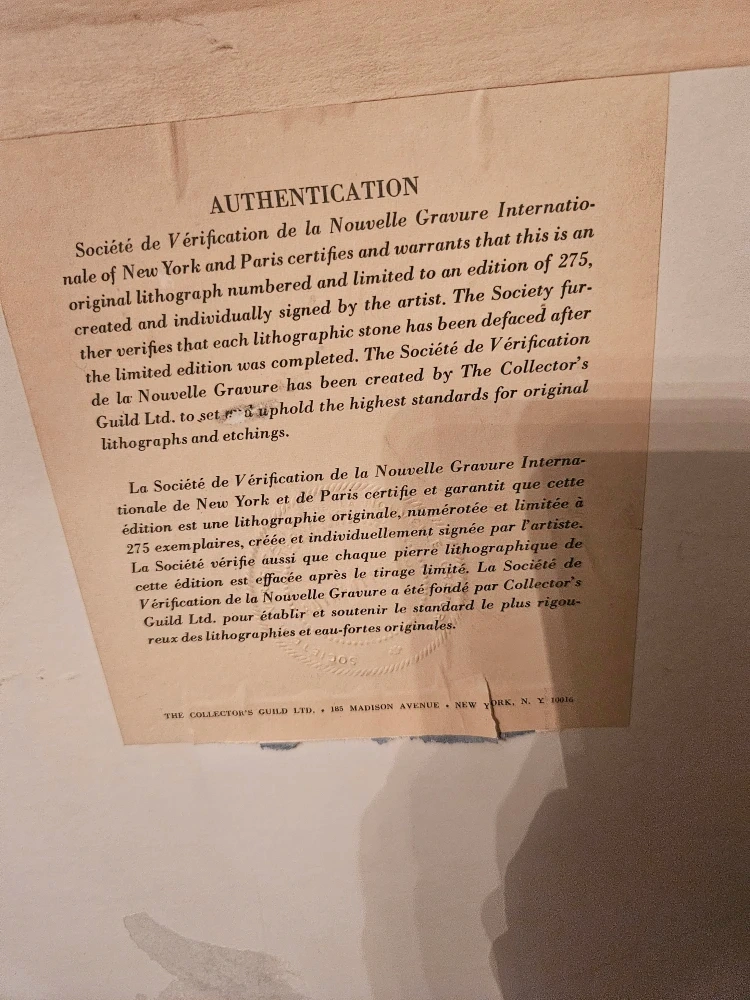 AUTHENTICATION
Société de Vérification de la Nouvelle Gravure Internatio-
nale of New York and Paris certifies and warrants that this is an
original lithograph numbered and limited to an edition of 275,
created and individually signed by the artist. The Society fur-
ther verifies that each lithographic stone has been defaced after
the limited edition was completed. The Société de Vérification
de la Nouvelle Gravure has been created by The Collector's
Guild Ltd. to set uphold the highest standards for original
lithographs and etchings.
La Société de Vérification de la Nouvelle Gravure Interna-
tionale de New York et de Paris certifie et garantit que cette
édition est une lithographie originale, numérotée et limitée à
275 exemplaires, créée et individuellement signée par l'artiste.
La Société vérifie aussi que chaque pierre lithographique de
cette édition est effacée après le tirage limité. La Société de
Vérification de la Nouvelle Gravure a été fondé par Collector's
Guild Ltd. pour établir et soutenir le standard le plus rigou-
reux des lithographies et eau-fortes originales.
THE COLLECTOR'S GUILD LTD. • 185 MADISON AVENUE • NEW YORK, N. Y. 10016